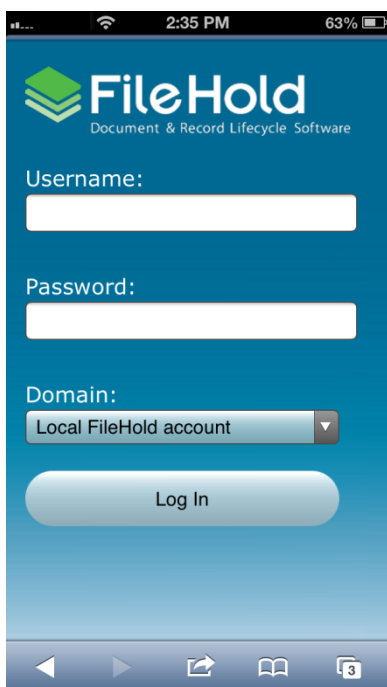 2:35 PM 63%
FileHold
Document & Record Lifecycle Software
Username:
Password:
Domain:
Local FileHold account
Log In
3